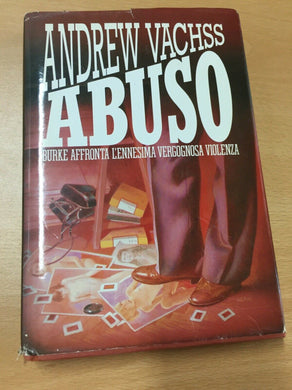 ANDREW VACHSS
ABUSO
BURKE AFFRONTA L'ENNESIMA VERGOGNOSA VIOLENZA